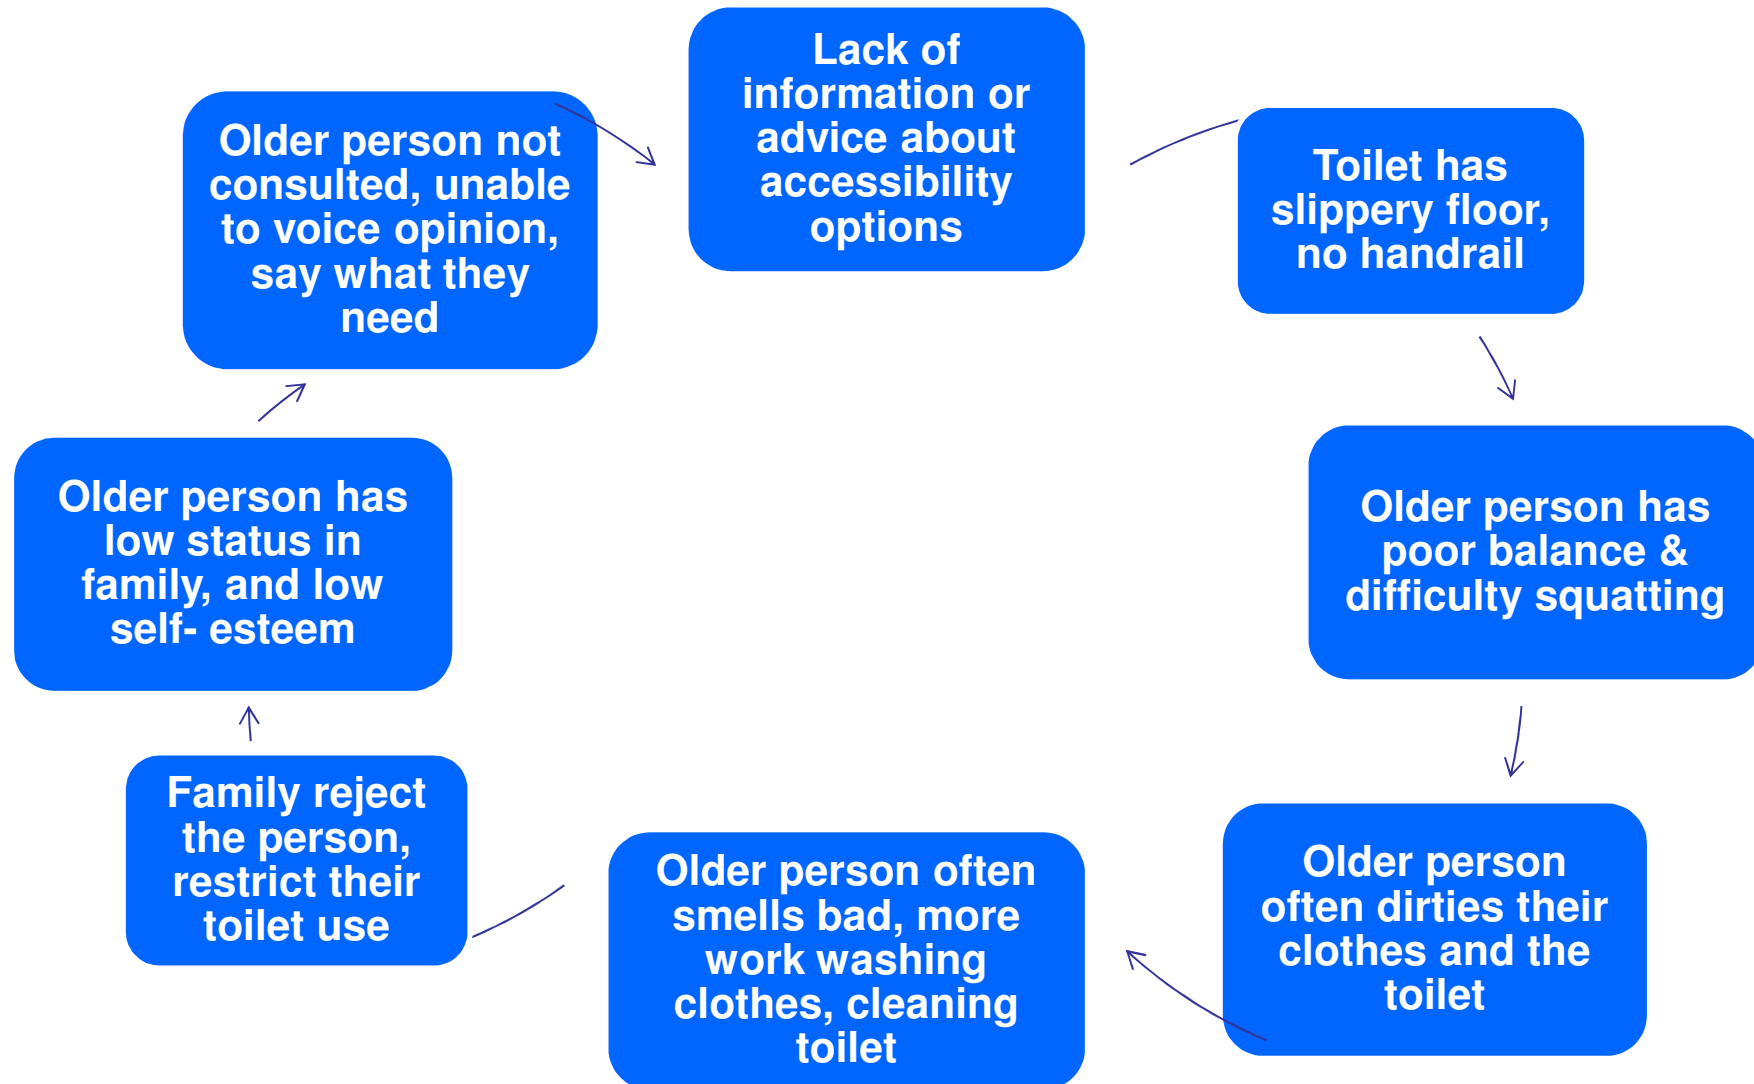 Lack of
information or
advice about
accessibility
options
Toilet has
slippery floor,
no handrail
Older person has
poor balance &
difficulty squatting
Older person
often dirties their
clothes and the
toilet
Older person often
smells bad, more
work washing
clothes, cleaning
toilet
Family reject
the person,
restrict their
toilet use
Older person has
low status in
family, and low
self- esteem
Older person not
consulted, unable
to voice opinion,
say what they
need